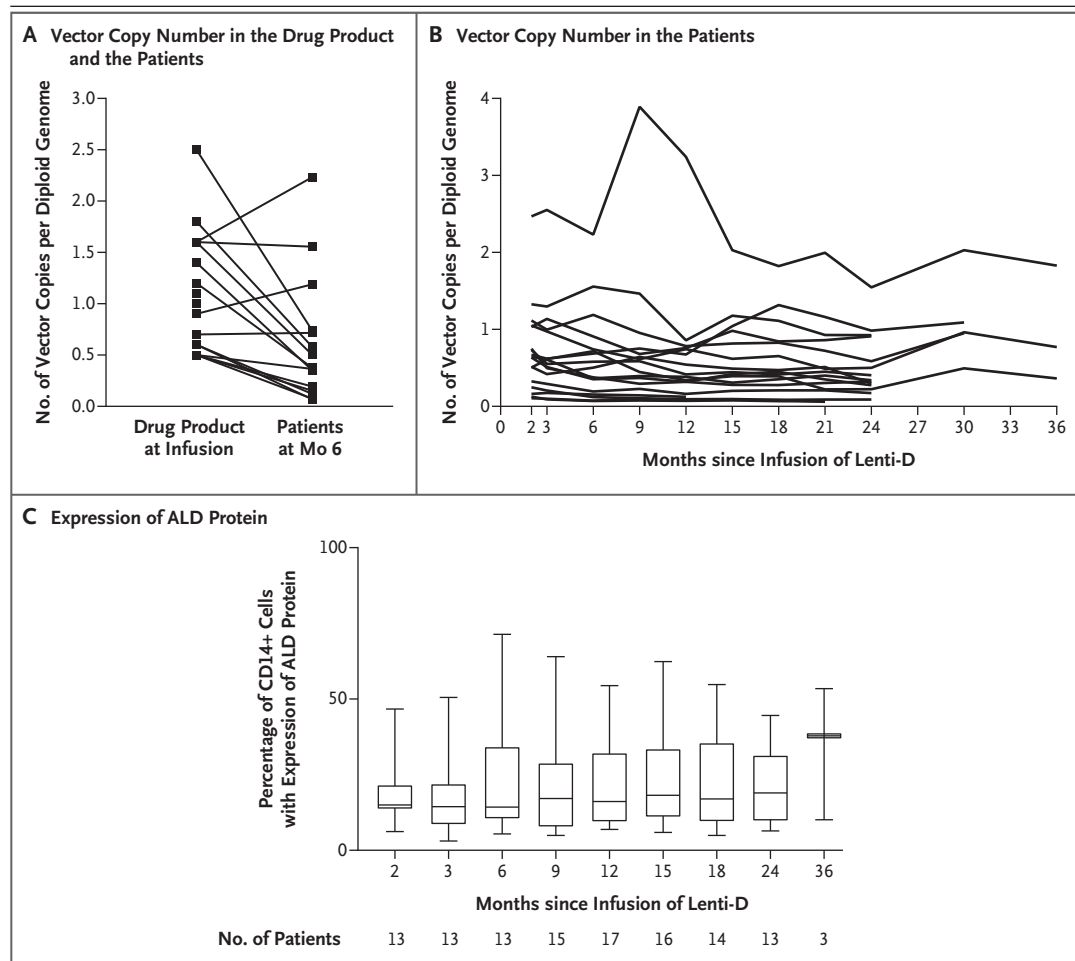 A Vector Copy Number in the Drug Product
and the Patients
No. of Vector Copies per Diploid Genome
3.0
2.5
2.0
1.5
1.0
0.5
0.0
Drug Product
at Infusion
Patients
at Mo 6
B Vector Copy Number in the Patients
No. of Vector Copies per Diploid Genome
4
3
2
1
0
0 2 3 6 9 12 15 18 21 24 27 30 33 36
Months since Infusion of Lenti-D
C Expression of ALD Protein
Percentage of CD14+ Cells
with Expression of ALD Protein
100
50
0
2 3 6 9 12 15 18 24 36
Months since Infusion of Lenti-D
No. of Patients 13 13 13 15 17 16 14 13 3